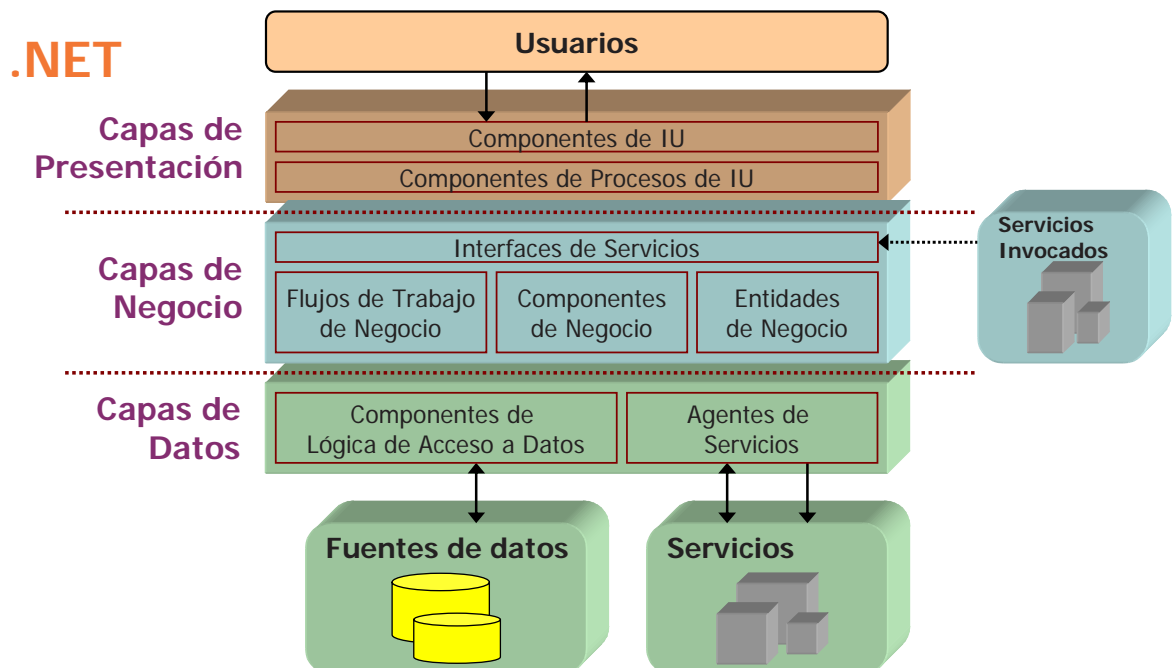 .NET
Usuarios
Capas de
Presentación
Componentes de IU
Componentes de Procesos de IU
Capas de
Negocio
Interfaces de Servicios
Flujos de Trabajo
de Negocio
Componentes
de Negocio
Entidades
de Negocio
Servicios
Invocados
Capas de
Datos
Componentes de
Lógica de Acceso a Datos
Agentes de
Servicios
Fuentes de datos
Servicios